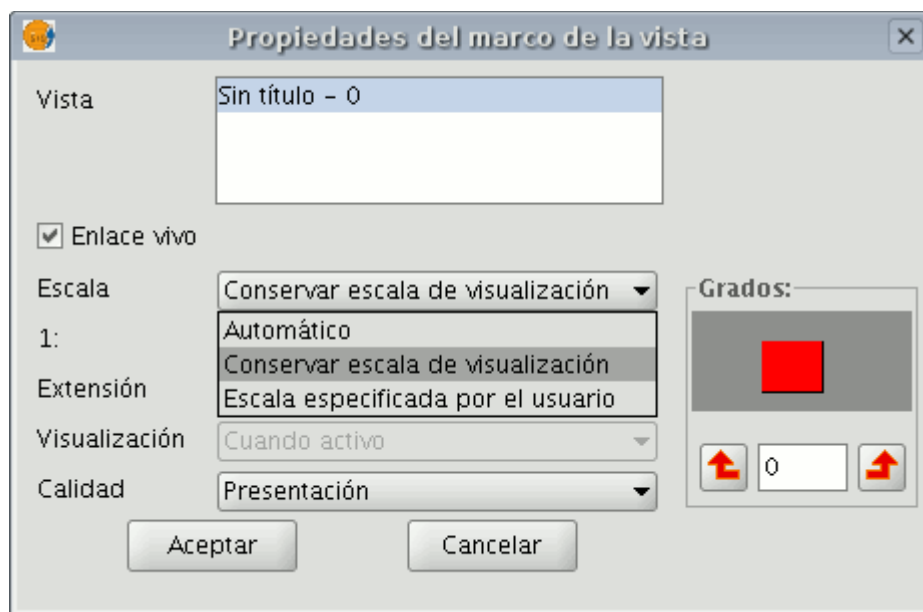 Propiedades del marco de la vista
Vista
Sin título - 0
Enlace vivo
Escala
Conservar escala de visualización
Grados:
1:
Automático
Conservar escala de visualización
Extensión
Escala especificada por el usuario
Visualización
Cuando activo
0
Calidad
Presentación
Aceptar
Cancelar